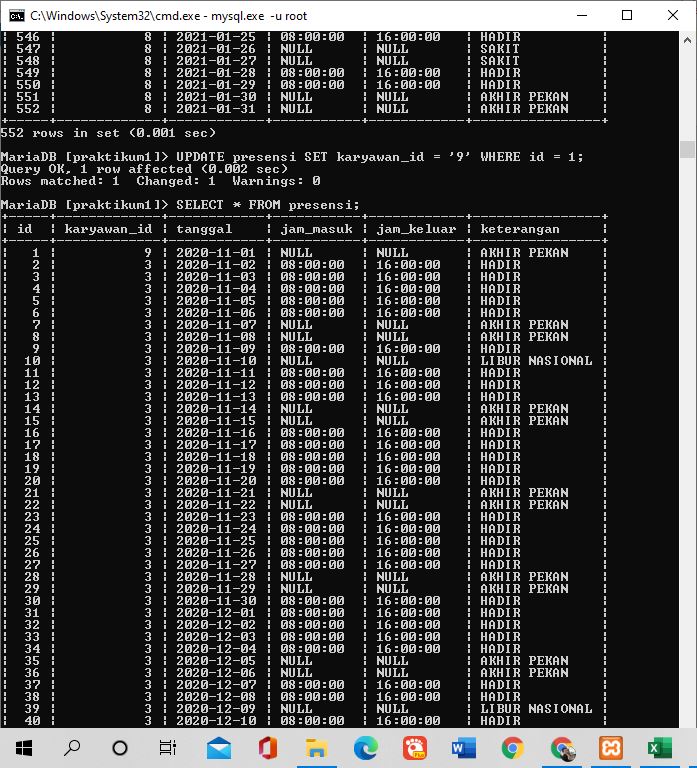 C:\Windows\System32\cmd.exe - mysql.exe -u root
| 546 | 8 | 2021-01-25 | 08:00:00 | 16:00:00 | HADIR |
| 547 | 8 | 2021-01-26 | NULL | NULL | SAKIT |
| 548 | 8 | 2021-01-27 | NULL | NULL | SAKIT |
| 549 | 8 | 2021-01-28 | 08:00:00 | 16:00:00 | HADIR |
| 550 | 8 | 2021-01-29 | 08:00:00 | 16:00:00 | HADIR |
| 551 | 8 | 2021-01-30 | NULL | NULL | AKHIR PEKAN |
| 552 | 8 | 2021-01-31 | NULL | NULL | AKHIR PEKAN |
552 rows in set (0.001 sec)
MariaDB [praktikum1]> UPDATE presensi SET karyawan_id = '9' WHERE id = 1;
Query OK, 1 row affected (0.002 sec)
Rows matched: 1 Changed: 1 Warnings: 0
MariaDB [praktikum1]> SELECT * FROM presensi;
| id | karyawan_id | tanggal | jam_masuk | jam_keluar | keterangan |
| 1 | 9 | 2020-11-01 | NULL | NULL | AKHIR PEKAN |
| 2 | 3 | 2020-11-02 | 08:00:00 | 16:00:00 | HADIR |
| 3 | 3 | 2020-11-03 | 08:00:00 | 16:00:00 | HADIR |
| 4 | 3 | 2020-11-04 | 08:00:00 | 16:00:00 | HADIR |
| 5 | 3 | 2020-11-05 | 08:00:00 | 16:00:00 | HADIR |
| 6 | 3 | 2020-11-06 | 08:00:00 | 16:00:00 | HADIR |
| 7 | 3 | 2020-11-07 | NULL | NULL | AKHIR PEKAN |
| 8 | 3 | 2020-11-08 | NULL | NULL | AKHIR PEKAN |
| 9 | 3 | 2020-11-09 | 08:00:00 | 16:00:00 | HADIR |
| 10 | 3 | 2020-11-10 | NULL | NULL | LIBUR NASIONAL |
| 11 | 3 | 2020-11-11 | 08:00:00 | 16:00:00 | HADIR |
| 12 | 3 | 2020-11-12 | 08:00:00 | 16:00:00 | HADIR |
| 13 | 3 | 2020-11-13 | 08:00:00 | 16:00:00 | HADIR |
| 14 | 3 | 2020-11-14 | NULL | NULL | AKHIR PEKAN |
| 15 | 3 | 2020-11-15 | NULL | NULL | AKHIR PEKAN |
| 16 | 3 | 2020-11-16 | 08:00:00 | 16:00:00 | HADIR |
| 17 | 3 | 2020-11-17 | 08:00:00 | 16:00:00 | HADIR |
| 18 | 3 | 2020-11-18 | 08:00:00 | 16:00:00 | HADIR |
| 19 | 3 | 2020-11-19 | 08:00:00 | 16:00:00 | HADIR |
| 20 | 3 | 2020-11-20 | 08:00:00 | 16:00:00 | HADIR |
| 21 | 3 | 2020-11-21 | NULL | NULL | AKHIR PEKAN |
| 22 | 3 | 2020-11-22 | NULL | NULL | AKHIR PEKAN |
| 23 | 3 | 2020-11-23 | 08:00:00 | 16:00:00 | HADIR |
| 24 | 3 | 2020-11-24 | 08:00:00 | 16:00:00 | HADIR |
| 25 | 3 | 2020-11-25 | 08:00:00 | 16:00:00 | HADIR |
| 26 | 3 | 2020-11-26 | 08:00:00 | 16:00:00 | HADIR |
| 27 | 3 | 2020-11-27 | 08:00:00 | 16:00:00 | HADIR |
| 28 | 3 | 2020-11-28 | NULL | NULL | AKHIR PEKAN |
| 29 | 3 | 2020-11-29 | NULL | NULL | AKHIR PEKAN |
| 30 | 3 | 2020-11-30 | 08:00:00 | 16:00:00 | HADIR |
| 31 | 3 | 2020-12-01 | 08:00:00 | 16:00:00 | HADIR |
| 32 | 3 | 2020-12-02 | 08:00:00 | 16:00:00 | HADIR |
| 33 | 3 | 2020-12-03 | 08:00:00 | 16:00:00 | HADIR |
| 34 | 3 | 2020-12-04 | 08:00:00 | 16:00:00 | HADIR |
| 35 | 3 | 2020-12-05 | NULL | NULL | AKHIR PEKAN |
| 36 | 3 | 2020-12-06 | NULL | NULL | AKHIR PEKAN |
| 37 | 3 | 2020-12-07 | 08:00:00 | 16:00:00 | HADIR |
| 38 | 3 | 2020-12-08 | 08:00:00 | 16:00:00 | HADIR |
| 39 | 3 | 2020-12-09 | NULL | NULL | LIBUR NASIONAL |
| 40 | 3 | 2020-12-10 | 08:00:00 | 16:00:00 | HADIR |